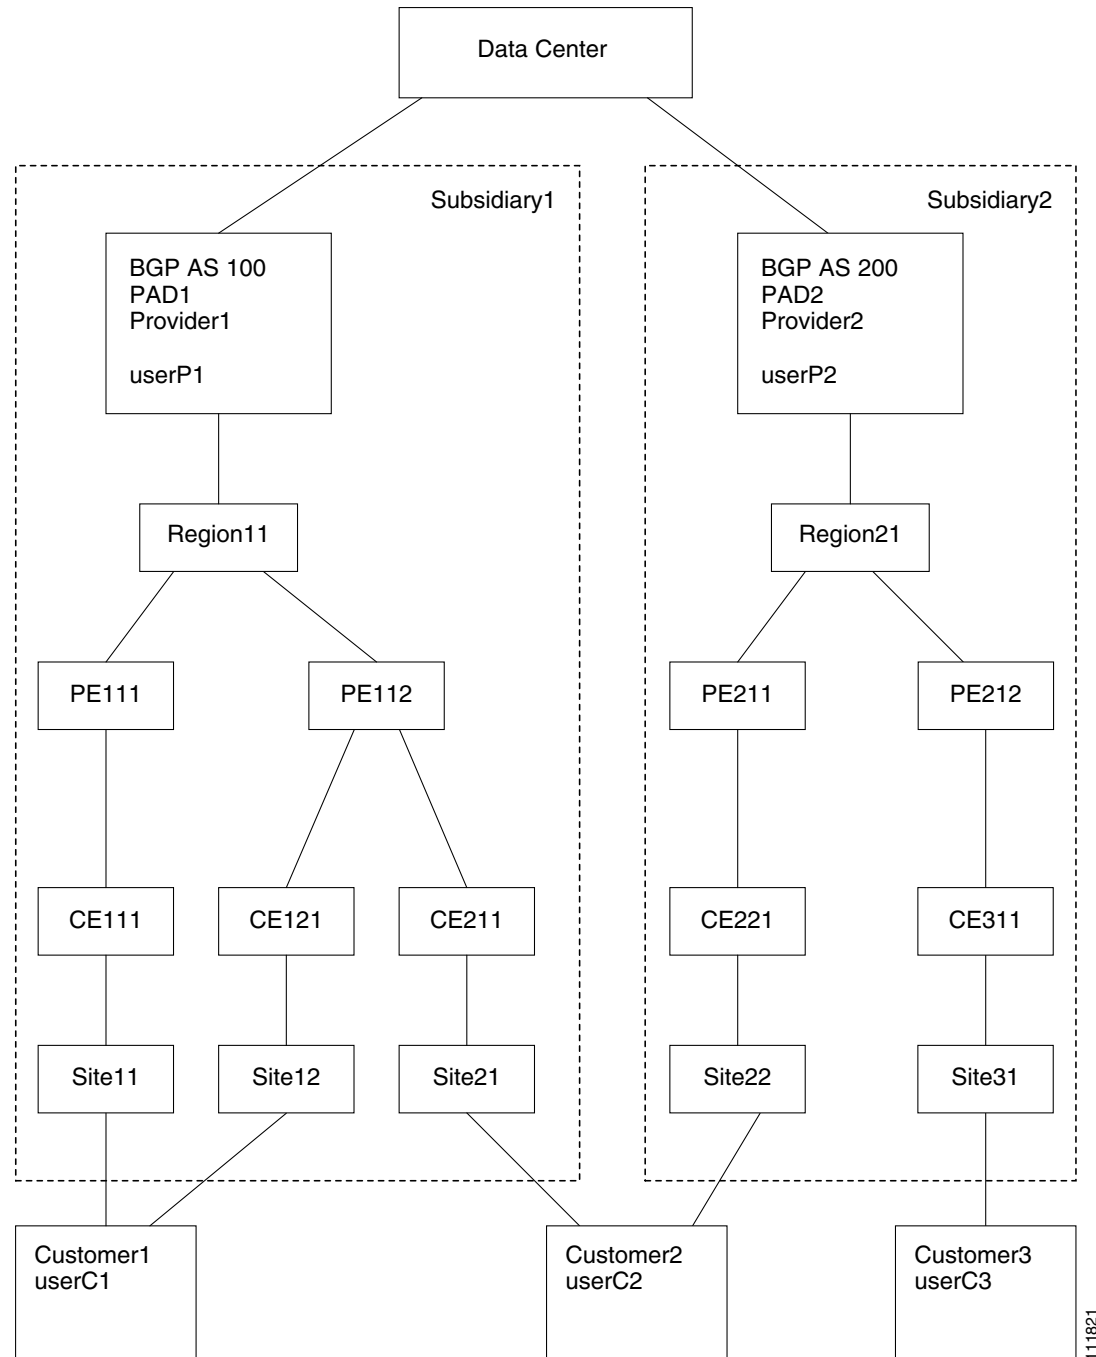 Data Center
Subsidiary1
Subsidiary2
BGP AS 100
PAD1
Provider1
userP1
BGP AS 200
PAD2
Provider2
userP2
Region11
Region21
PE111
PE112
PE211
PE212
CE111
CE121
CE211
CE221
CE311
Site11
Site12
Site21
Site22
Site31
Customer1
userC1
Customer2
userC2
Customer3
userC3
111821